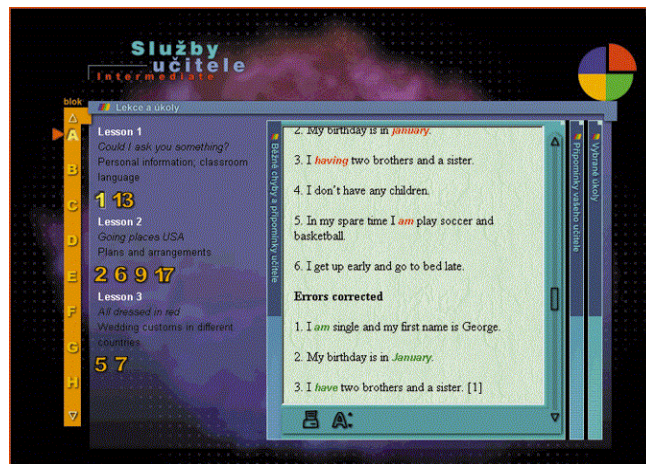 Služby
učitele
Intermediate
blok
Lekce a úkoly
A
B
C
D
E
F
G
H
Lesson 1
Could I ask you something?
Personal information; classroom
language
1 13
Lesson 2
Going places USA
Plans and arrangements
2 6 9 17
Lesson 3
All dressed in red
Wedding customs in different
countries
5 7
Běžné chyby a připomínky učitele
2. My birthday is in january.
3. I having two brothers and a sister.
4. I don't have any children.
5. In my spare time I am play soccer and
basketball.
6. I get up early and go to bed late.
Errors corrected
1. I am single and my first name is George.
2. My birthday is in January.
3. I have two brothers and a sister. [1]
A
Připomínky vašeho učitele
Vybrané úkoly